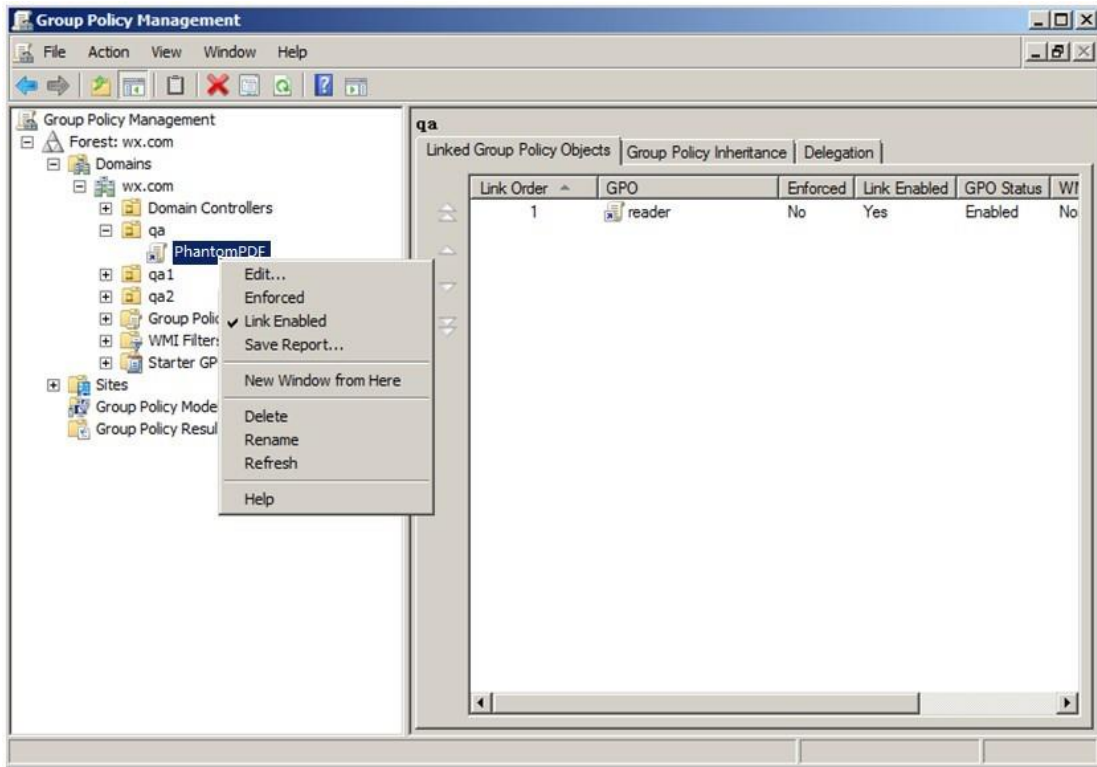 Group Policy Management
File Action View Window Help
Group Policy Management
Forest: wx.com
Domains
wx.com
Domain Controllers
qa
PhantomPDF
qa1
qa2
Group Polic
WMI Filter
Starter GP
Sites
Group Policy Mode
Group Policy Resul
Edit...
Enforced
Link Enabled
Save Report...
New Window from Here
Delete
Rename
Refresh
Help
qa
Linked Group Policy Objects Group Policy Inheritance Delegation
Link Order GPO Enforced Link Enabled GPO Status WM
1 reader No Yes Enabled No